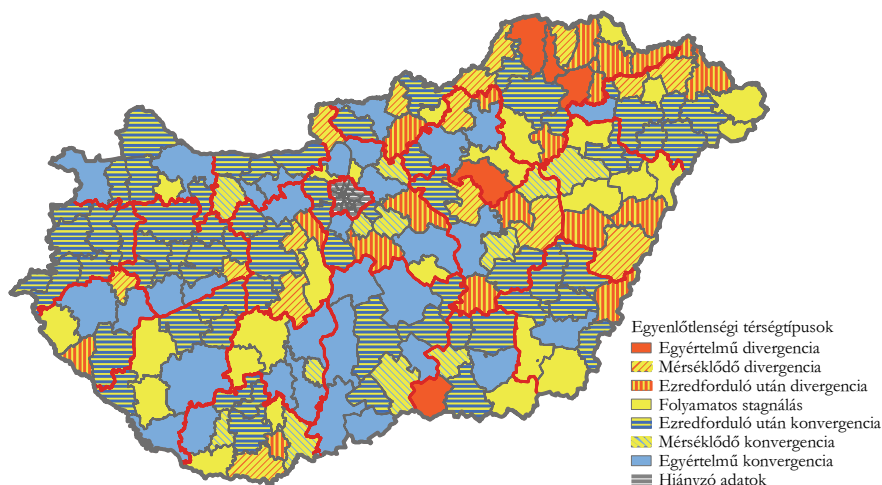 Egyenlőtlenségi térségtípusok
Egyértelmű divergencia
Mérséklődő divergencia
Ezredforduló után divergencia
Folyamatos stagnálás
Ezredforduló után konvergencia
Mérséklődő konvergencia
Egyértelmű konvergencia
Hiányzó adatok